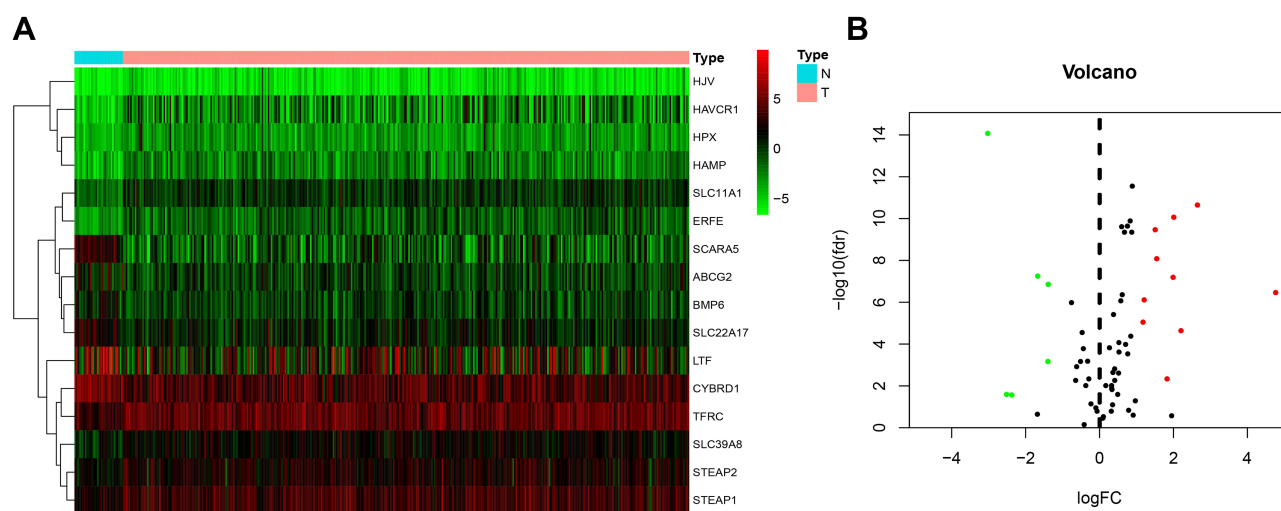 A
Type
HJV
HAVCR1
HPX
HAMP
SLC11A1
ERFE
SCARA5
ABCG2
BMP6
SLC22A17
LTF
CYBRD1
TFRC
SLC39A8
STEAP2
STEAP1
5
0
−5
Type
N
T
B
Volcano
−log10(fdr)
14
12
10
8
6
4
2
0
−4 −2 0 2 4
logFC